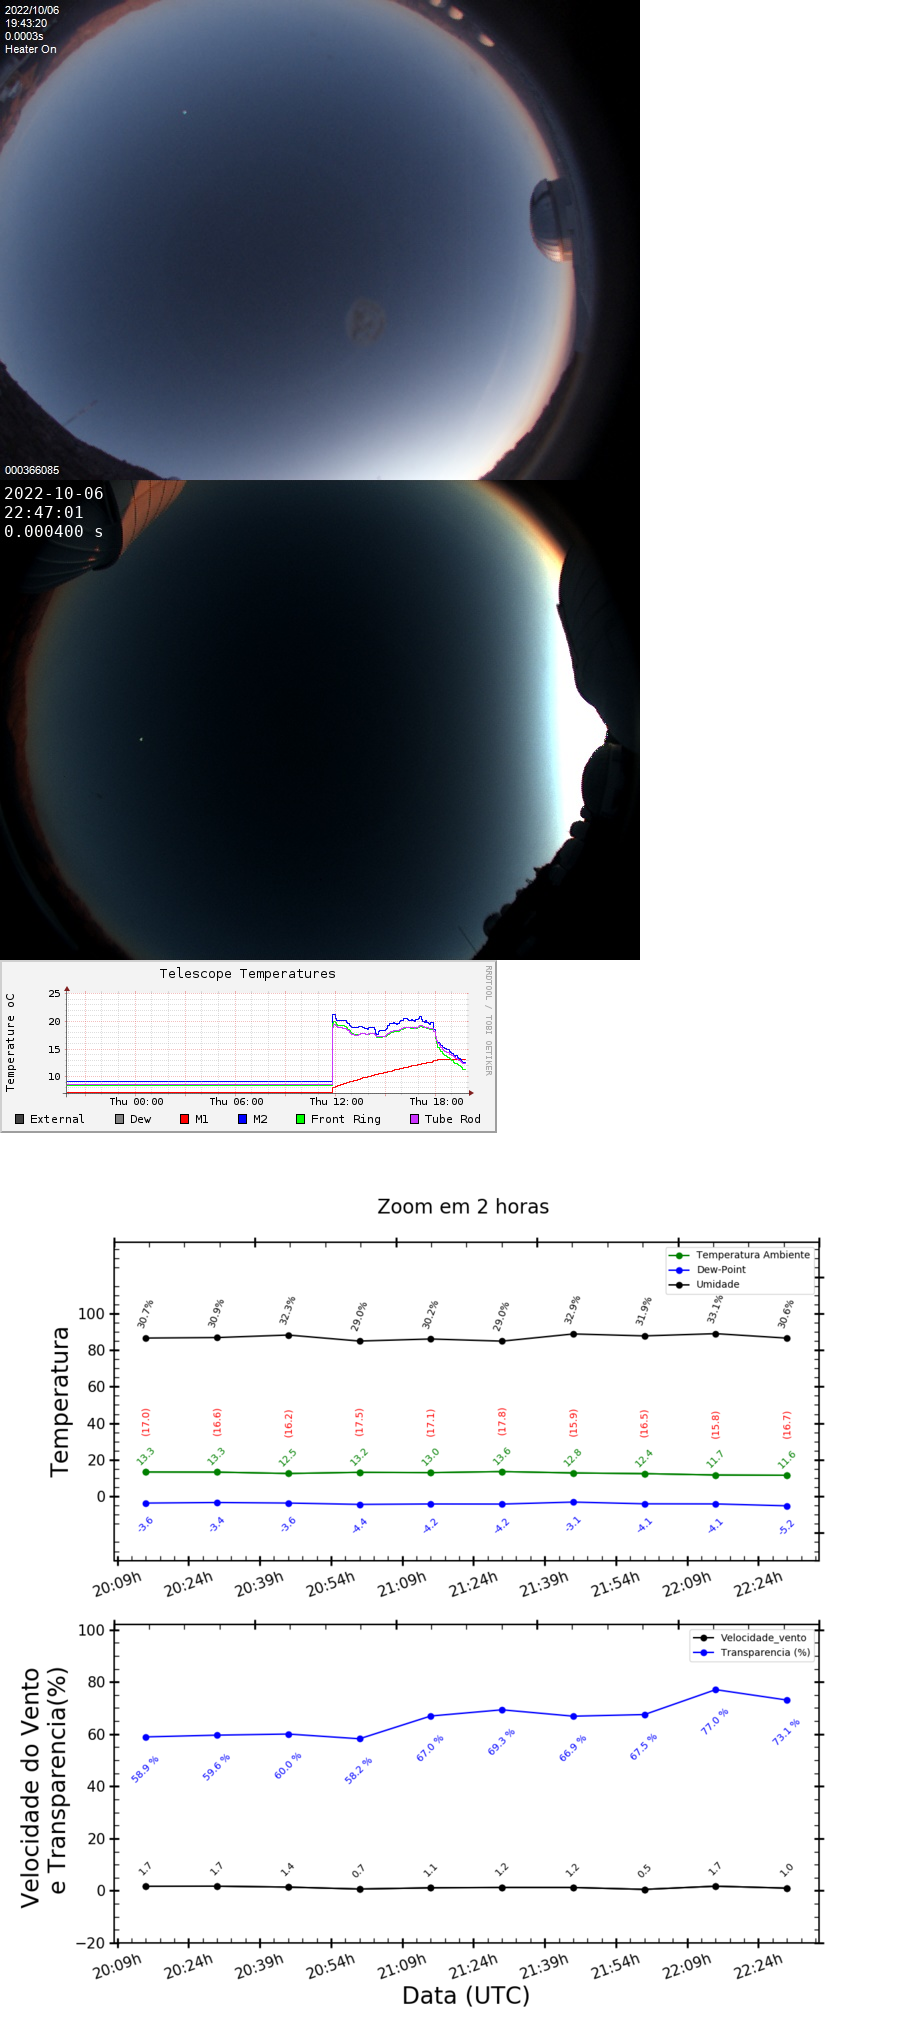 2022/10/06
19:43:20
0.0003s
Heater On
000366085
2022-10-06
22:47:01
0.000400 s
Telescope Temperatures
RRDTOOL / TOBI OETIKER
Temperature oC
25
20
15
10
Thu 00:00 Thu 06:00 Thu 12:00 Thu 18:00
External Dew M1 M2 Front Ring Tube Rod
Zoom em 2 horas
Temperatura Ambiente
Dew-Point
Umidade
Temperatura
100
80
60
40
20
0
30.7% 30.9% 32.3% 29.0% 30.2% 29.0% 32.9% 31.9% 33.1% 30.6%
(17.0) (16.6) (16.2) (17.5) (17.1) (17.8) (15.9) (16.5) (15.8) (16.7)
13.3 13.3 12.5 13.2 13.0 13.6 12.8 12.4 11.7 11.6
-3.6 -3.4 -3.6 -4.4 -4.2 -4.2 -3.1 -4.1 -4.1 -5.2
20:09h 20:24h 20:39h 20:54h 21:09h 21:24h 21:39h 21:54h 22:09h 22:24h
Velocidade_vento
Transparencia (%)
Velocidade do Vento
e Transparencia(%)
100
80
60
40
20
0
−20
58.9 % 59.6 % 60.0 % 58.2 % 67.0 % 69.3 % 66.9 % 67.5 % 77.0 % 73.1 %
1.7 1.7 1.4 0.7 1.1 1.2 1.2 0.5 1.7 1.0
20:09h 20:24h 20:39h 20:54h 21:09h 21:24h 21:39h 21:54h 22:09h 22:24h
Data (UTC)